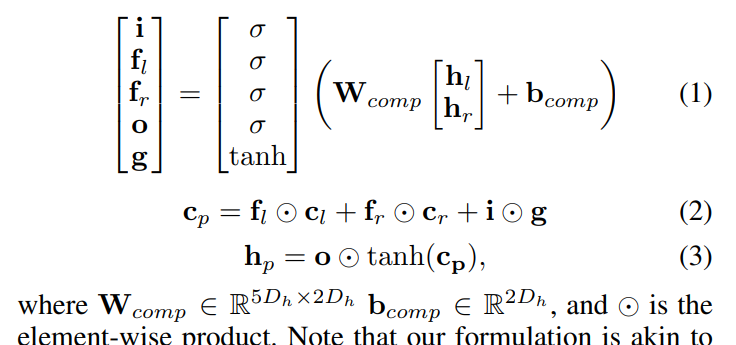 $$\begin{bmatrix} \mathbf{i} \\ \mathbf{f}_l \\ \mathbf{f}_r \\ \mathbf{o} \\ \mathbf{g} \end{bmatrix} = \begin{bmatrix} \sigma \\ \sigma \\ \sigma \\ \sigma \\ \tanh \end{bmatrix} \left( \mathbf{W}_{comp} \begin{bmatrix} \mathbf{h}_l \\ \mathbf{h}_r \end{bmatrix} + \mathbf{b}_{comp} \right) \quad (1)$$
$$\mathbf{c}_p = \mathbf{f}_l \odot \mathbf{c}_l + \mathbf{f}_r \odot \mathbf{c}_r + \mathbf{i} \odot \mathbf{g} \quad (2)$$
$$\mathbf{h}_p = \mathbf{o} \odot \tanh(\mathbf{c_p}), \quad (3)$$
where $\mathbf{W}_{comp} \in \mathbb{R}^{5D_h \times 2D_h}$ $\mathbf{b}_{comp} \in \mathbb{R}^{2D_h}$, and $\odot$ is the
element-wise product. Note that our formulation is akin to